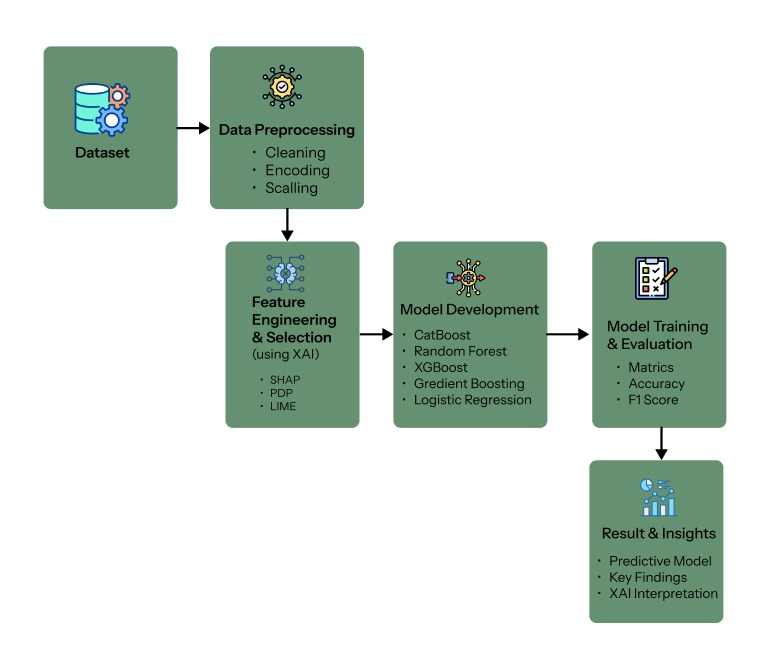 Dataset
Data Preprocessing
· Cleaning
· Encoding
· Scalling
Feature
Engineering
& Selection
(using XAI)
· SHAP
· PDP
· LIME
Model Development
· CatBoost
· Random Forest
· XGBoost
· Gredient Boosting
· Logistic Regression
Model Training
& Evaluation
· Matrics
· Accuracy
· F1 Score
Result & Insights
· Predictive Model
· Key Findings
· XAI Interpretation